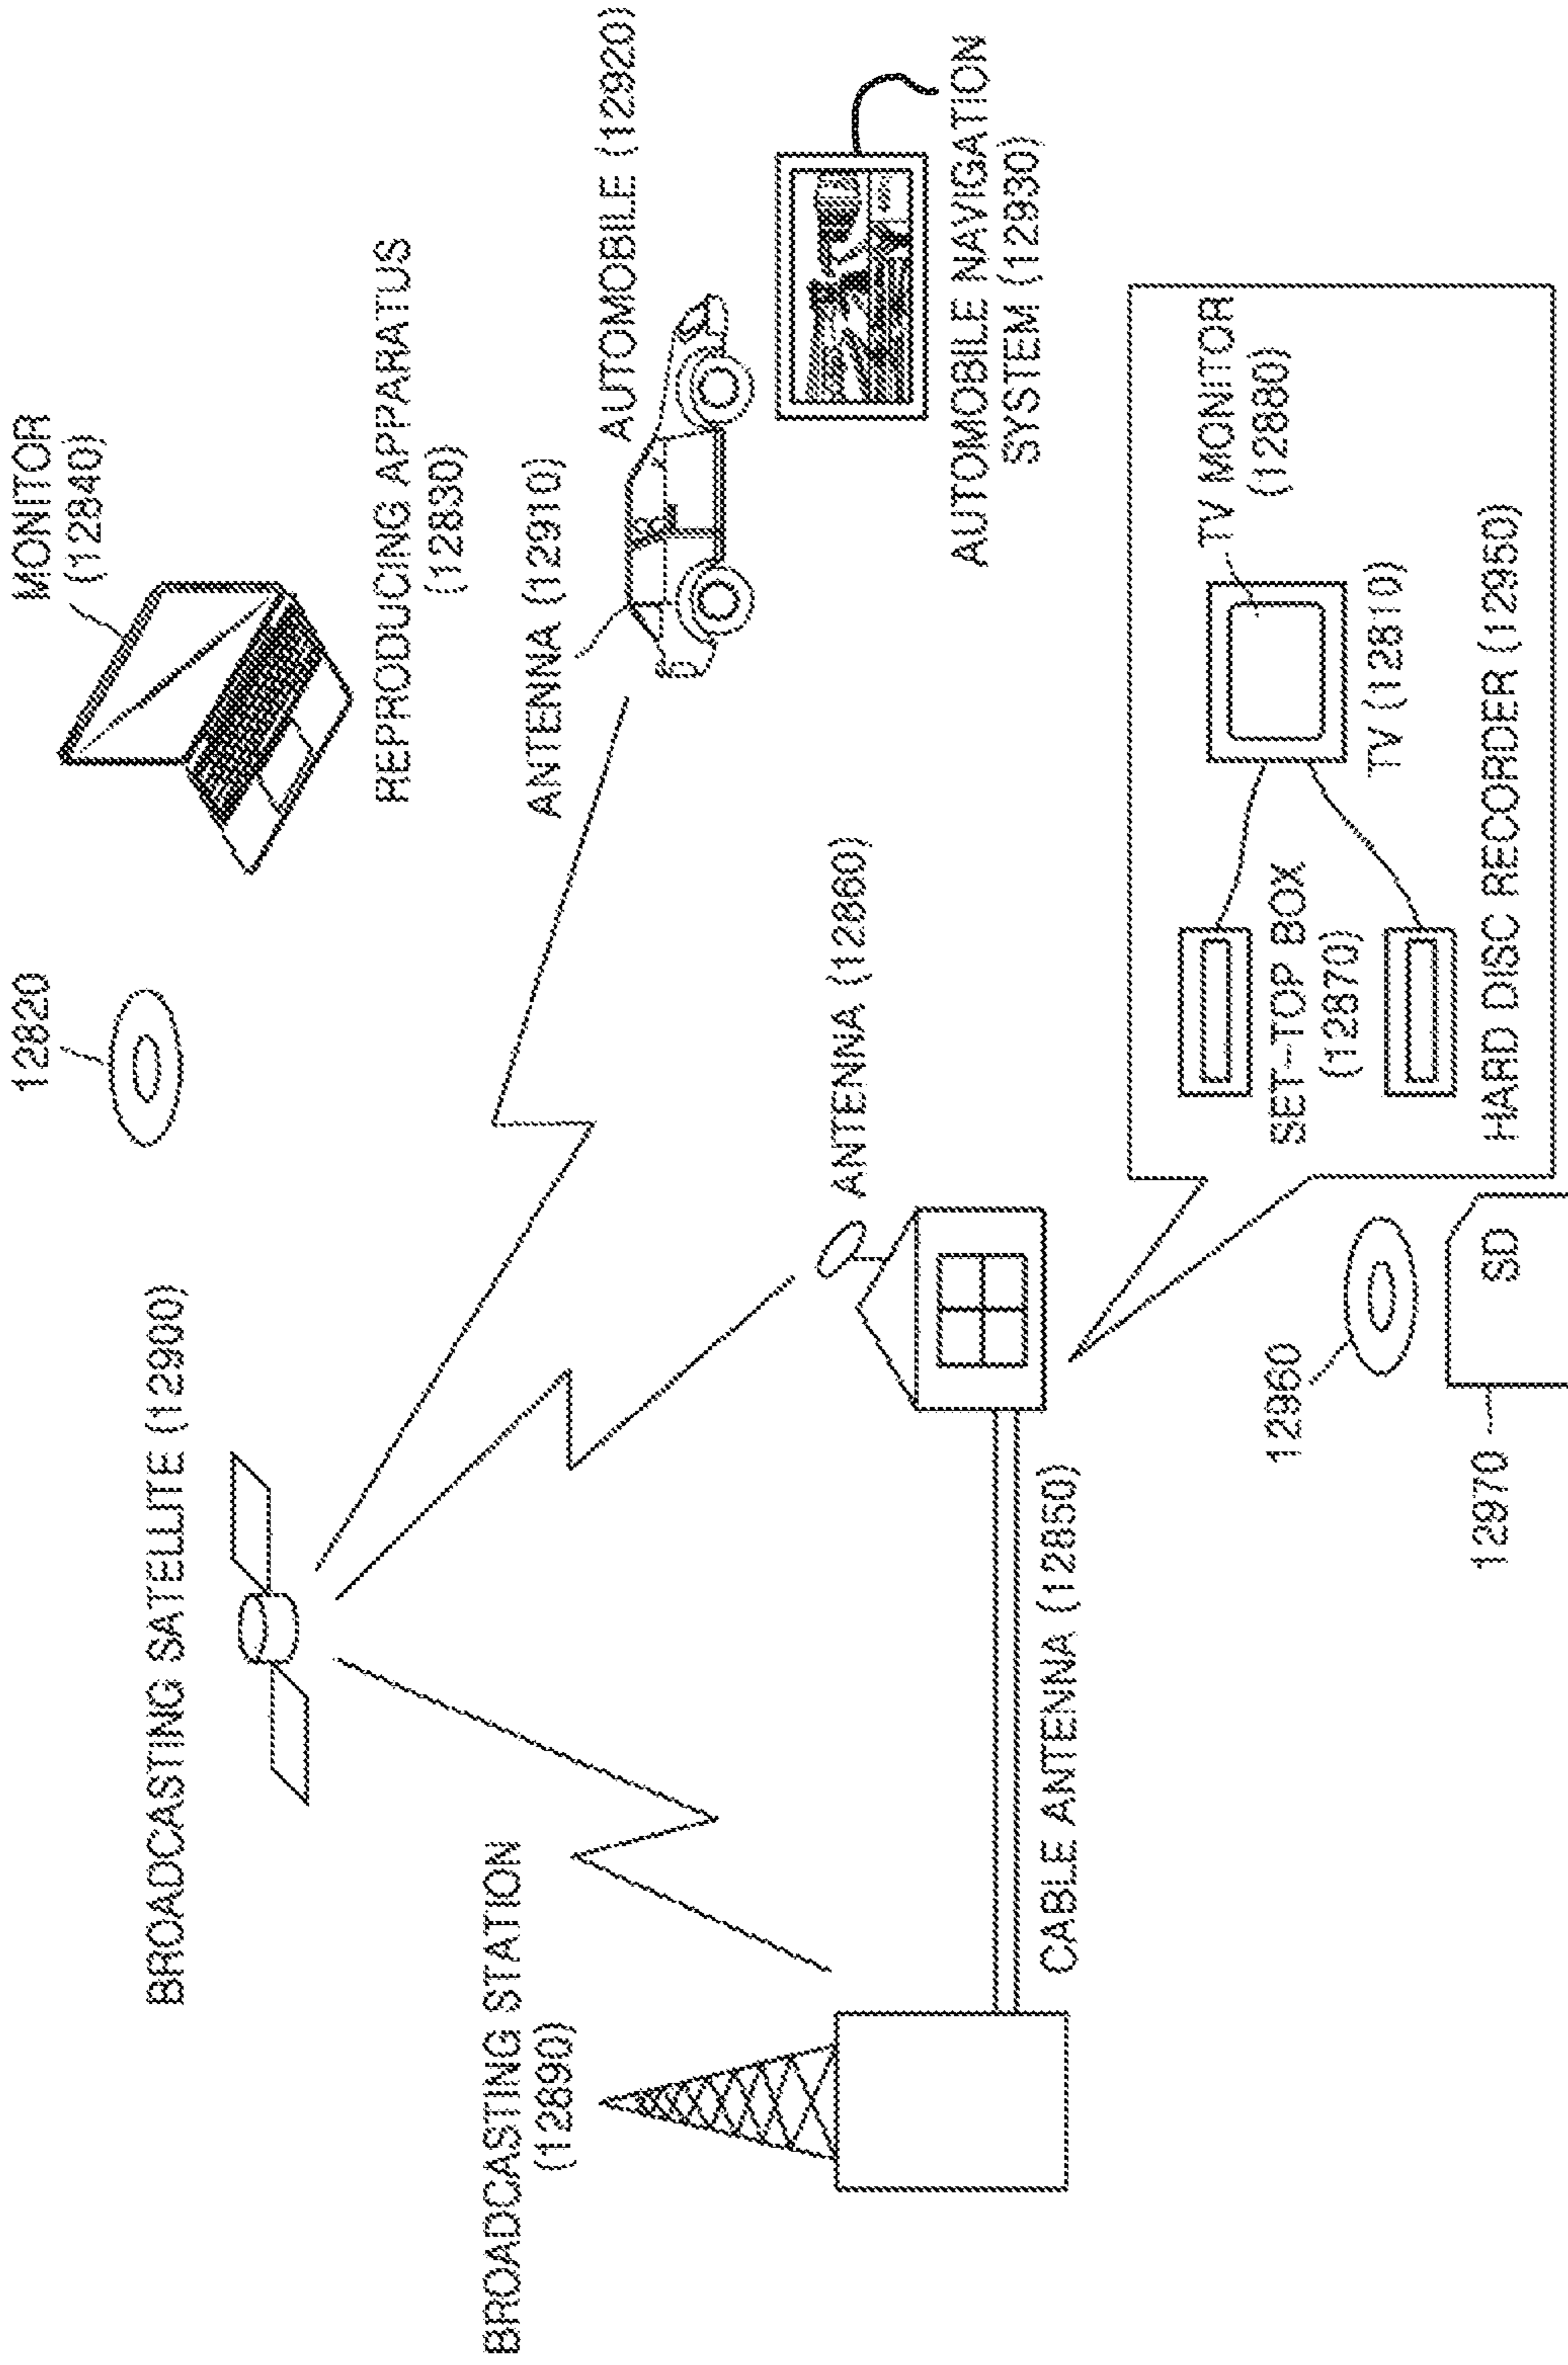 BROADCASTING SATELLITE (12900)
12820
MONITOR
(12840)
REPRODUCING APPARATUS
(12830)
BROADCASTING STATION
(12890)
ANTENNA (12910)
AUTOMOBILE (12920)
ANTENNA (12860)
AUTOMOBILE NAVIGATION
SYSTEM (12930)
CABLE ANTENNA (12850)
TV MONITOR
(12880)
SET-TOP BOX
(12870)
TV (12810)
HARD DISC RECORDER (12950)
12960
SD
12970